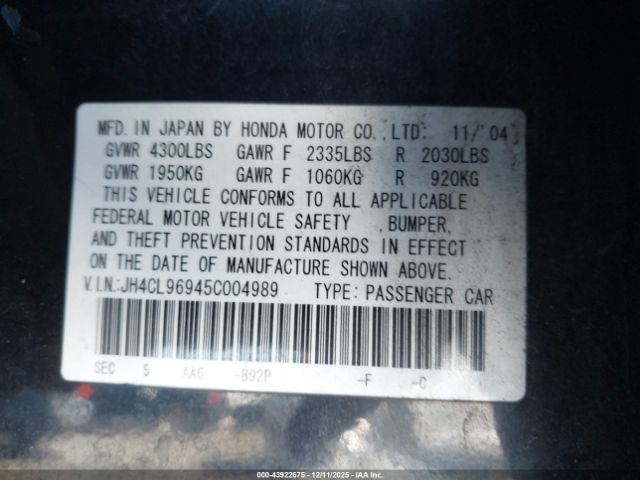 MFD. IN JAPAN BY HONDA MOTOR CO., LTD: 11/'04
GVWR 4300LBS GAWR F 2335LBS R 2030LBS
GVWR 1950KG GAWR F 1060KG R 920KG
THIS VEHICLE CONFORMS TO ALL APPLICABLE
FEDERAL MOTOR VEHICLE SAFETY ,BUMPER,
AND THEFT PREVENTION STANDARDS IN EFFECT
ON THE DATE OF MANUFACTURE SHOWN ABOVE.
V.I.N.:JH4CL96945C004989 TYPE: PASSENGER CAR
SEC 5 AA6 -B92P -F -C
000-43922675 - 12/11/2025 - IAA Inc.